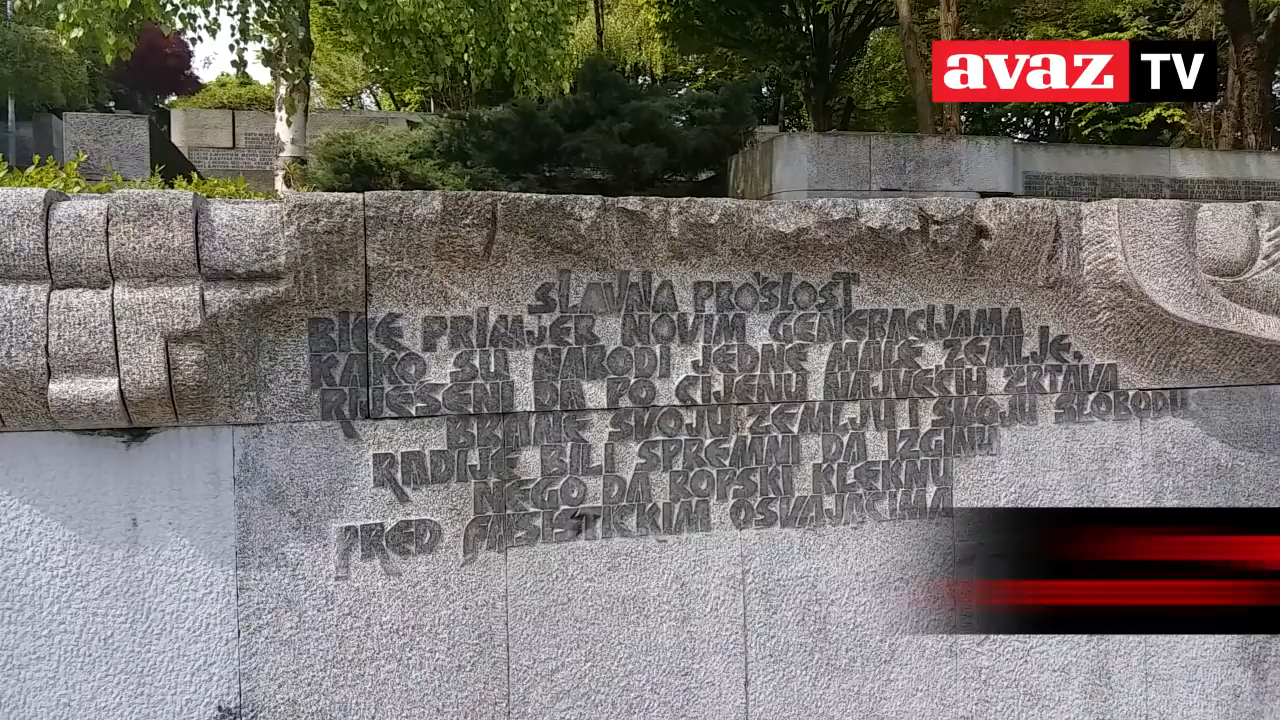 avaz TV
SLAVNA PROŠLOST
BIĆE PRIMJER NOVIM GENERACIJAMA
KAKO SU NARODI JEDNE MALE ZEMLJE,
RIJEŠENI DA PO CIJENU NAJVEĆIH ŽRTAVA
BRANE SVOJU ZEMLJU I SVOJU SLOBODU
RADIJE BILI SPREMNI DA IZGINU
NEGO DA ROPSKI KLEKNU
PRED FAŠISTIČKIM OSVAJAČIMA